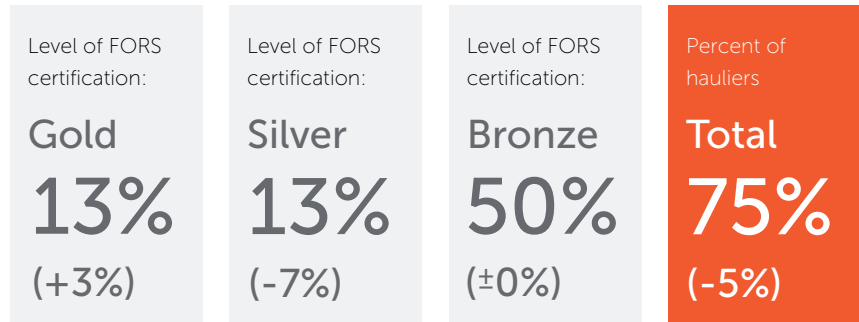 Level of FORS
certification:
Gold
13%
(+3%)
Level of FORS
certification:
Silver
13%
(-7%)
Level of FORS
certification:
Bronze
50%
(±0%)
Percent of
hauliers
Total
75%
(-5%)